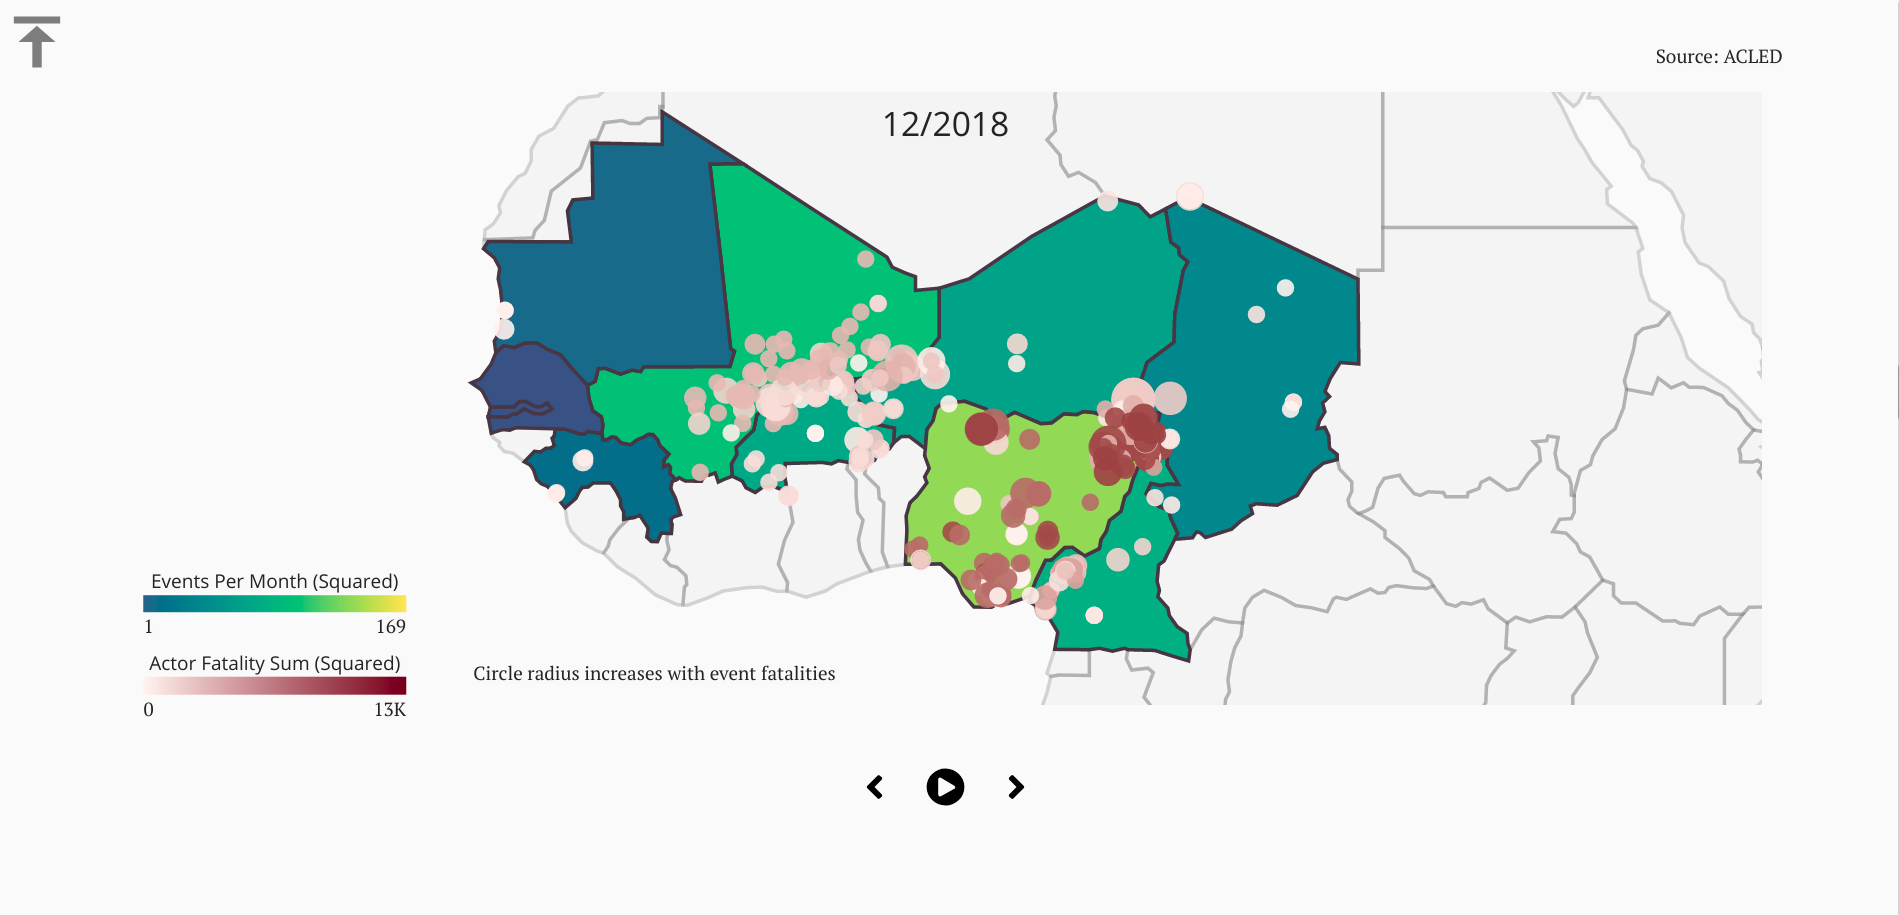 Source: ACLED
12/2018
Events Per Month (Squared)
1 169
Actor Fatality Sum (Squared)
0 13K
Circle radius increases with event fatalities